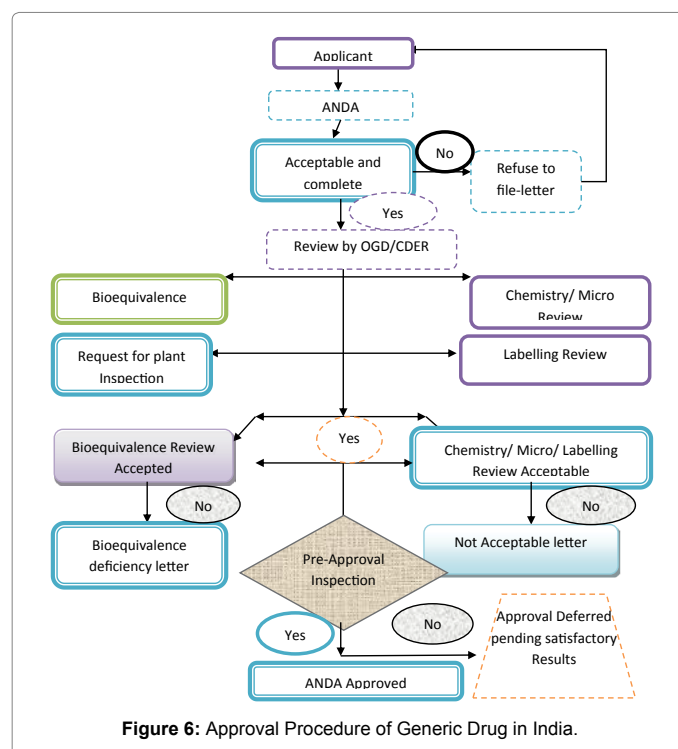 Applicant
ANDA
Acceptable and
complete
No
Refuse to
file-letter
Yes
Review by OGD/CDER
Bioequivalence
Chemistry/ Micro
Review
Request for plant
Inspection
Labelling Review
Yes
Bioequivalence Review
Accepted
Chemistry/ Micro/ Labelling
Review Acceptable
No
No
Bioequivalence
deficiency letter
Pre-Approval
Inspection
Not Acceptable letter
No
Approval Deferred
pending satisfactory
Results
Yes
ANDA Approved
Figure 6: Approval Procedure of Generic Drug in India.